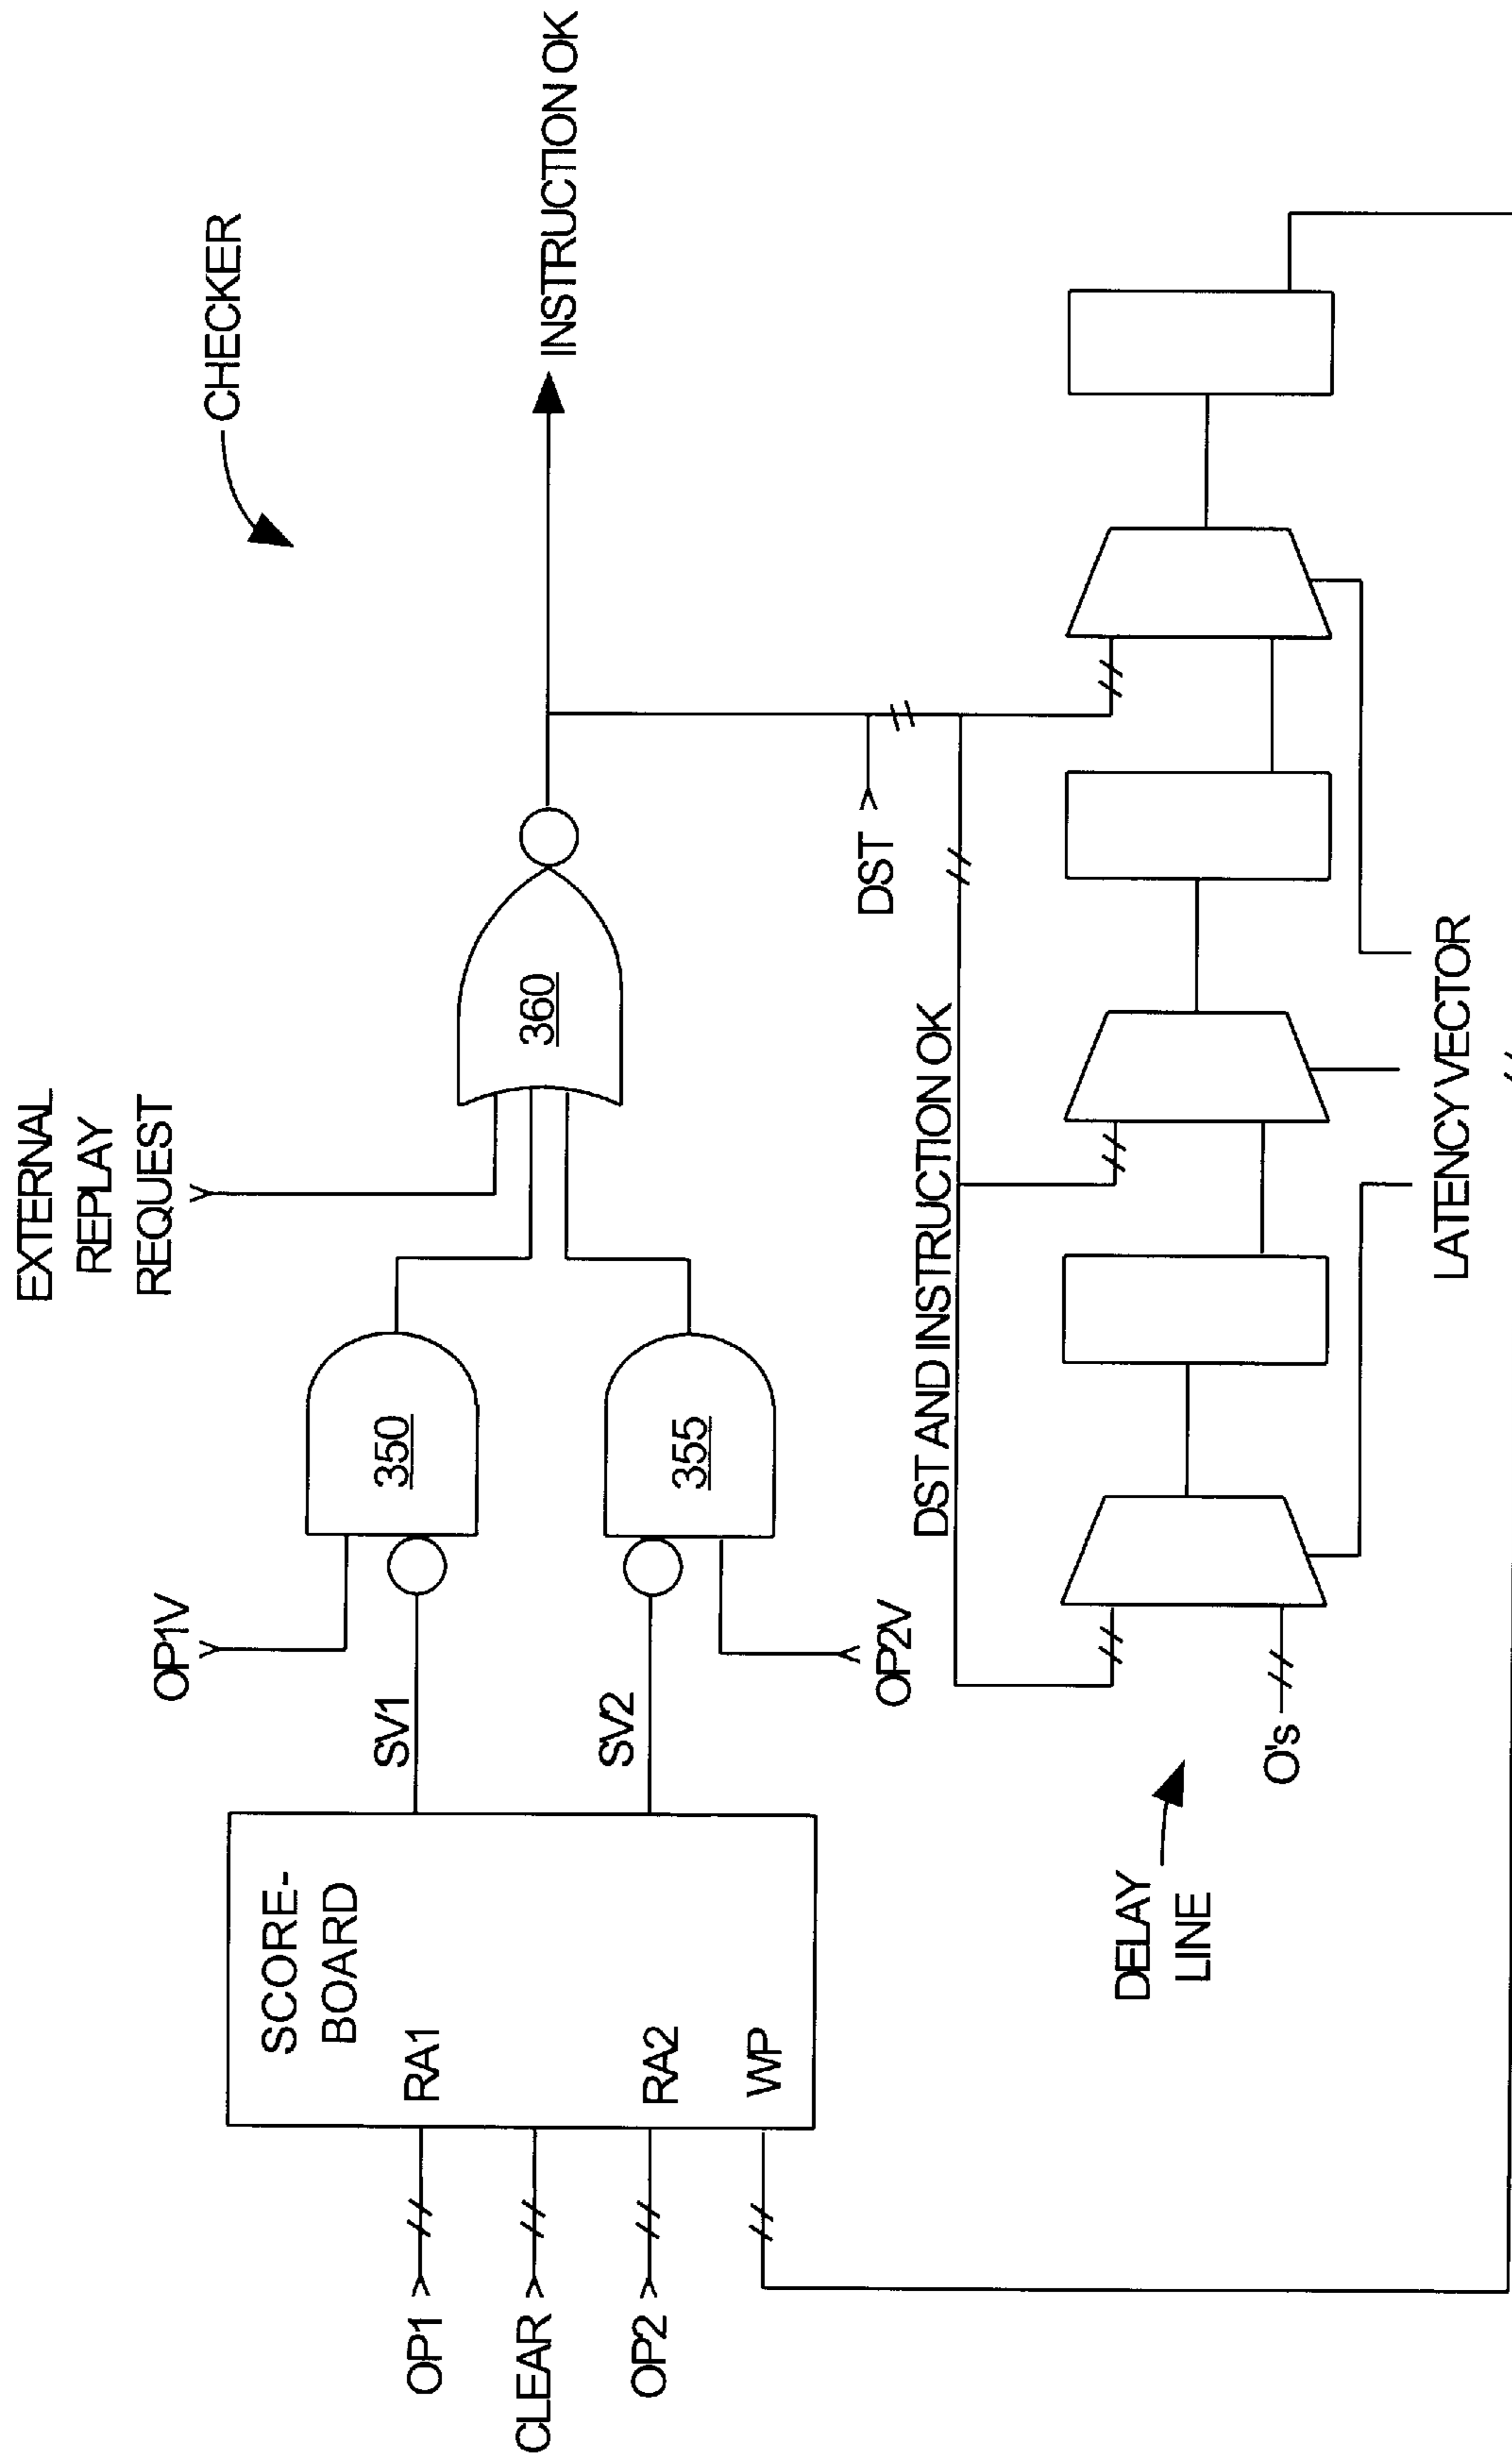 CHECKER
EXTERNAL
REPLAY
REQUEST
OP1V
SCORE-
BOARD
SV1
350
360
INSTRUCTION OK
OP1
RA1
CLEAR
SV2
355
OP2
RA2
WP
OP2V
DST
DST AND INSTRUCTION OK
DELAY
LINE
O's
LATENCY VECTOR